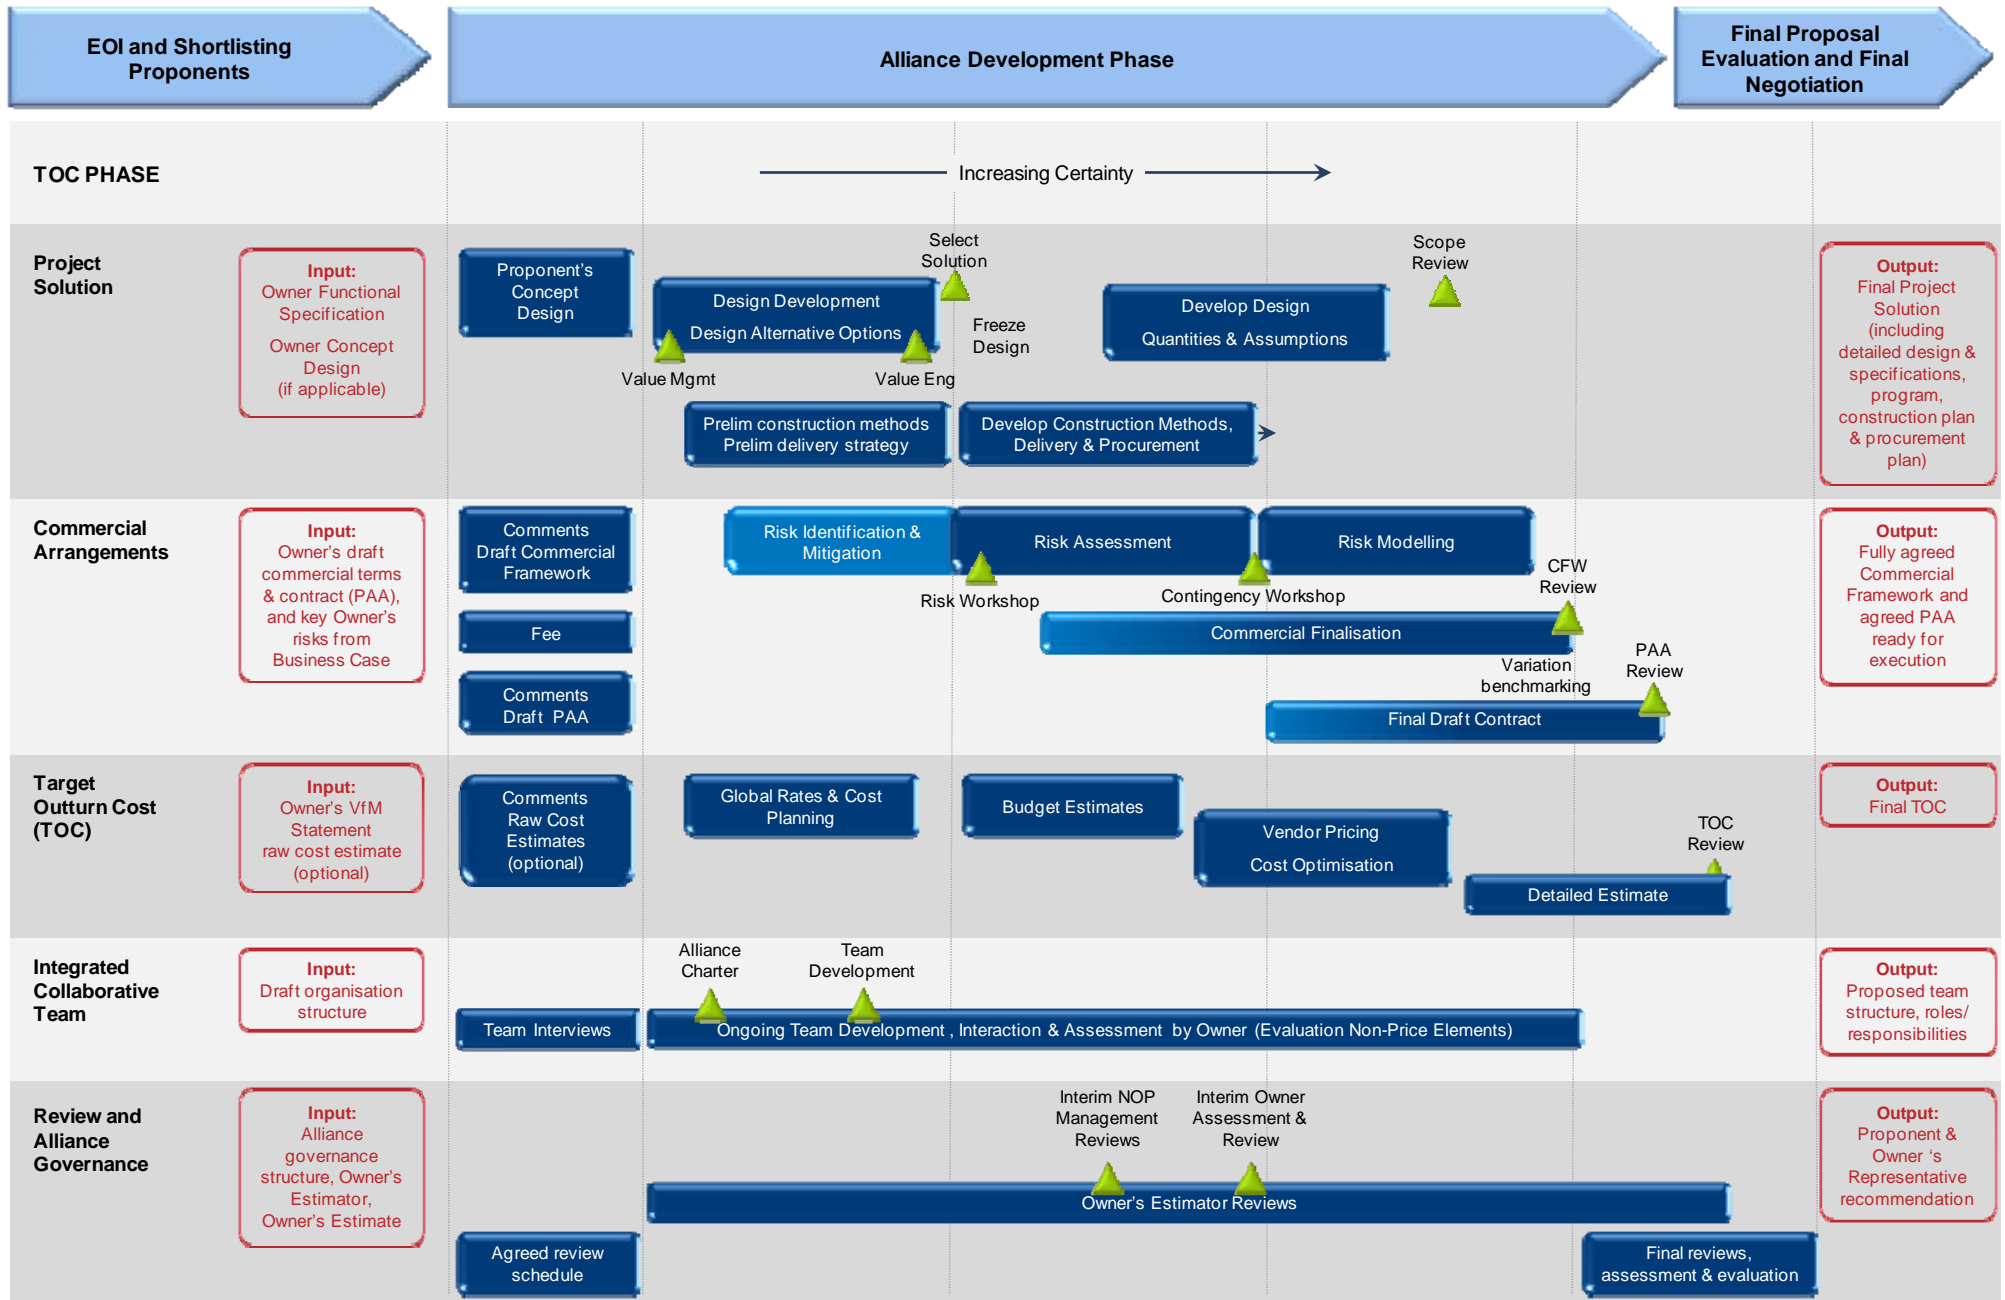 EOI and Shortlisting
Proponents
Alliance Development Phase
Final Proposal
Evaluation and Final
Negotiation
TOC PHASE
Increasing Certainty
Project
Solution
Input:
Owner Functional
Specification
Owner Concept
Design
(if applicable)
Proponent's
Concept
Design
Design Development
Design Alternative Options
Value Mgmt
Value Eng
Select
Solution
Freeze
Design
Develop Design
Quantities & Assumptions
Scope
Review
Prelim construction methods
Prelim delivery strategy
Develop Construction Methods,
Delivery & Procurement
Output:
Final Project
Solution
(including
detailed design &
specifications,
program,
construction plan
& procurement
plan)
Commercial
Arrangements
Input:
Owner's draft
commercial terms
& contract (PAA),
and key Owner's
risks from
Business Case
Comments
Draft Commercial
Framework
Fee
Comments
Draft PAA
Risk Identification &
Mitigation
Risk Assessment
Risk Modelling
Risk Workshop
Contingency Workshop
CFW
Review
Commercial Finalisation
Variation
benchmarking
PAA
Review
Final Draft Contract
Output:
Fully agreed
Commercial
Framework and
agreed PAA
ready for
execution
Target
Outturn Cost
(TOC)
Input:
Owner's VfM
Statement
raw cost estimate
(optional)
Comments
Raw Cost
Estimates
(optional)
Global Rates & Cost
Planning
Budget Estimates
Vendor Pricing
Cost Optimisation
TOC
Review
Detailed Estimate
Output:
Final TOC
Integrated
Collaborative
Team
Input:
Draft organisation
structure
Alliance
Charter
Team
Development
Team Interviews
Ongoing Team Development , Interaction & Assessment by Owner (Evaluation Non-Price Elements)
Output:
Proposed team
structure, roles/
responsibilities
Review and
Alliance
Governance
Input:
Alliance
governance
structure, Owner's
Estimator,
Owner's Estimate
Interim NOP
Management
Reviews
Interim Owner
Assessment &
Review
Owner's Estimator Reviews
Agreed review
schedule
Final reviews,
assessment & evaluation
Output:
Proponent &
Owner 's
Representative
recommendation